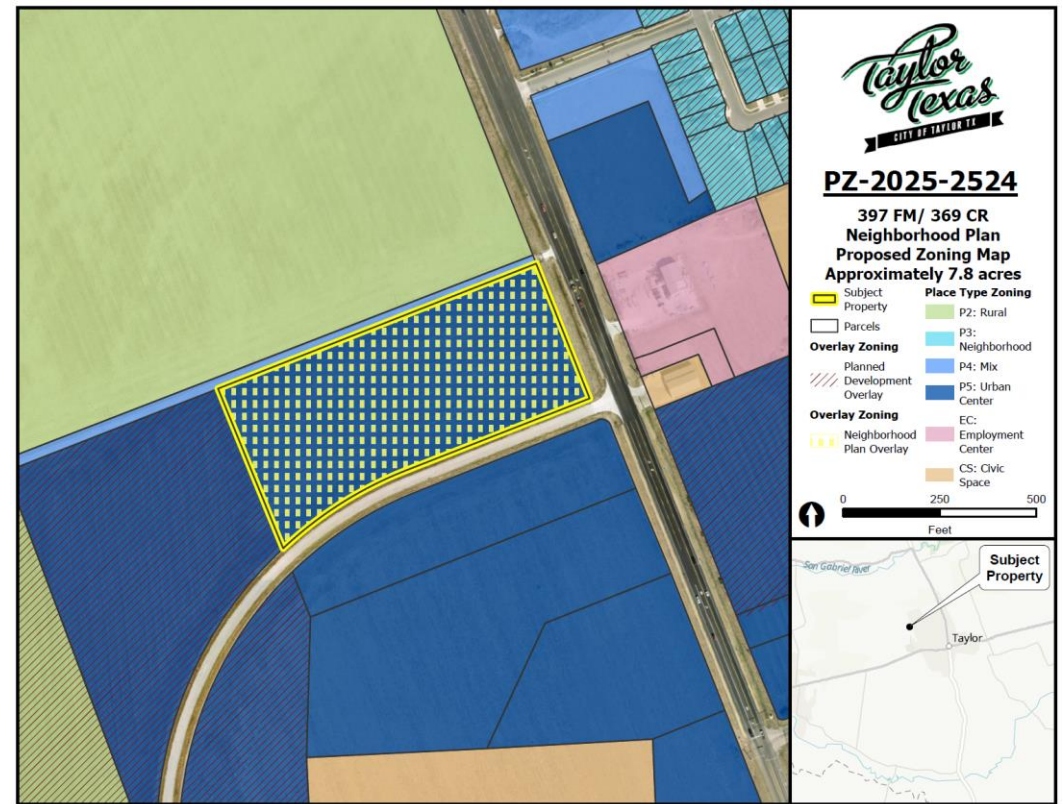 Taylor
Texas
CITY OF TAYLOR TX
PZ-2025-2524
397 FM/ 369 CR
Neighborhood Plan
Proposed Zoning Map
Approximately 7.8 acres
Subject
Property
Parcels
Overlay Zoning
Planned
Development
Overlay
Overlay Zoning
Neighborhood
Plan Overlay
Place Type Zoning
P2: Rural
P3:
Neighborhood
P4: Mix
P5: Urban
Center
EC:
Employment
Center
CS: Civic
Space
0 250 500
Feet
San Gabriel River
Subject
Property
Taylor